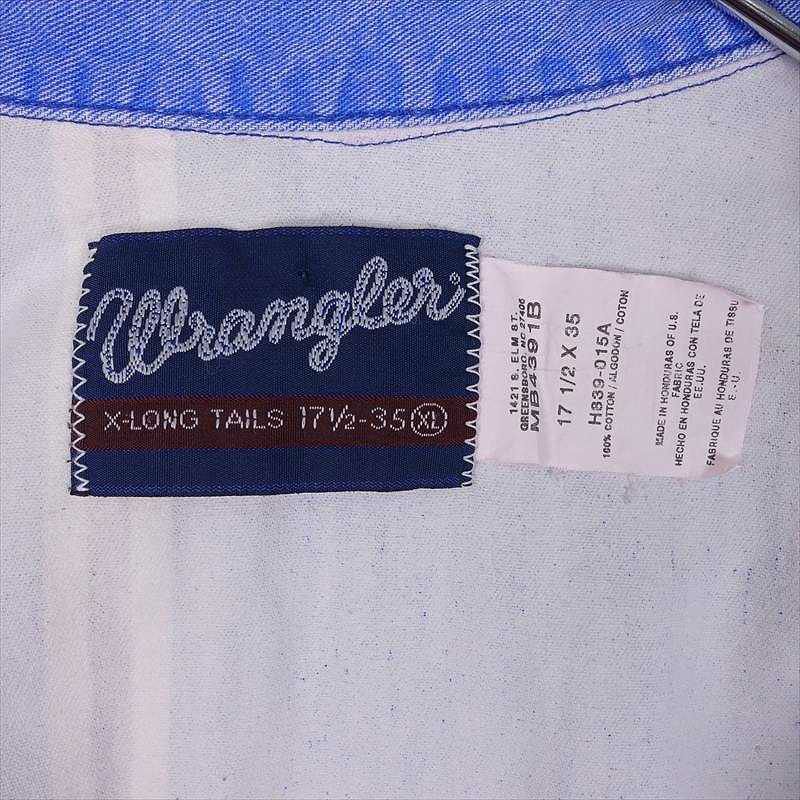 Wrangler®
X-LONG TAILS 17½-35 XL
1421 S. ELM ST.
GREENSBORO, NC 27406
MB4391B
17 1/2 X 35
H839-015A
100% COTTON / ALGODON / COTON
MADE IN HONDURAS OF U.S.
FABRIC
HECHO EN HONDURAS CON TELA DE
EE.UU.
FABRIQUE AU HONDURAS DE TISSU
E.-U.